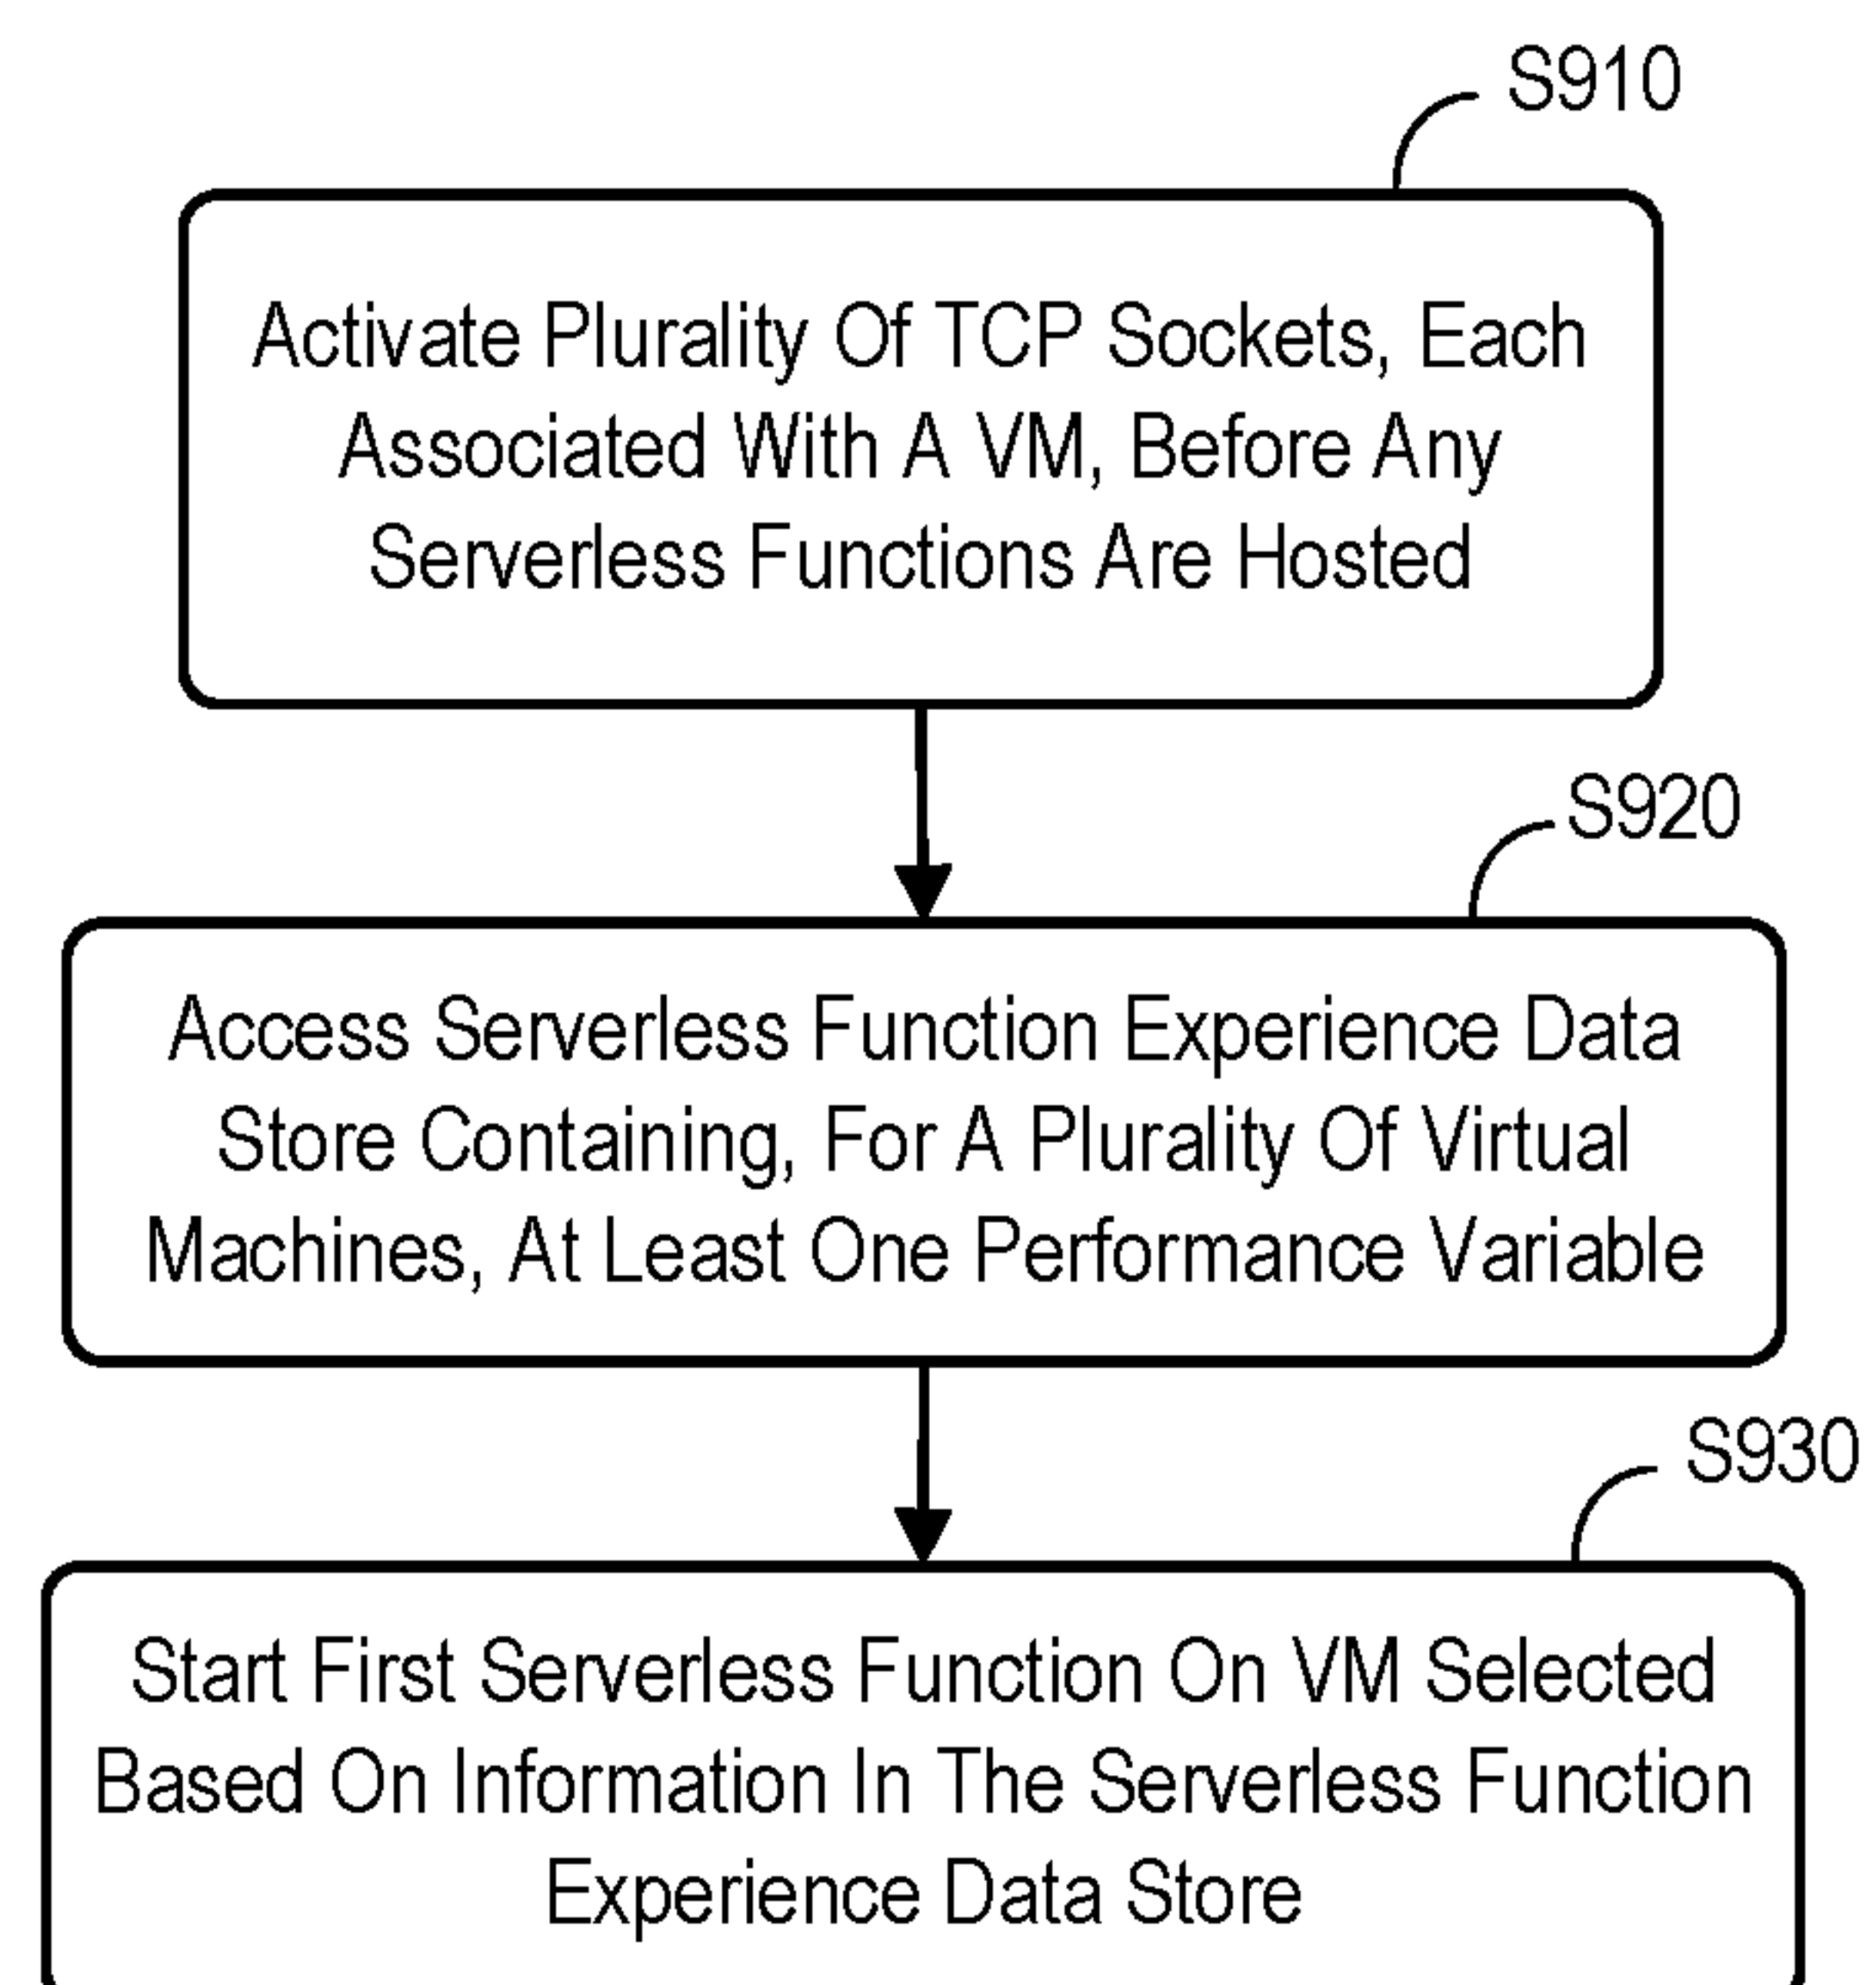 S910
Activate Plurality Of TCP Sockets, Each
Associated With A VM, Before Any
Serverless Functions Are Hosted
S920
Access Serverless Function Experience Data
Store Containing, For A Plurality Of Virtual
Machines, At Least One Performance Variable
S930
Start First Serverless Function On VM Selected
Based On Information In The Serverless Function
Experience Data Store